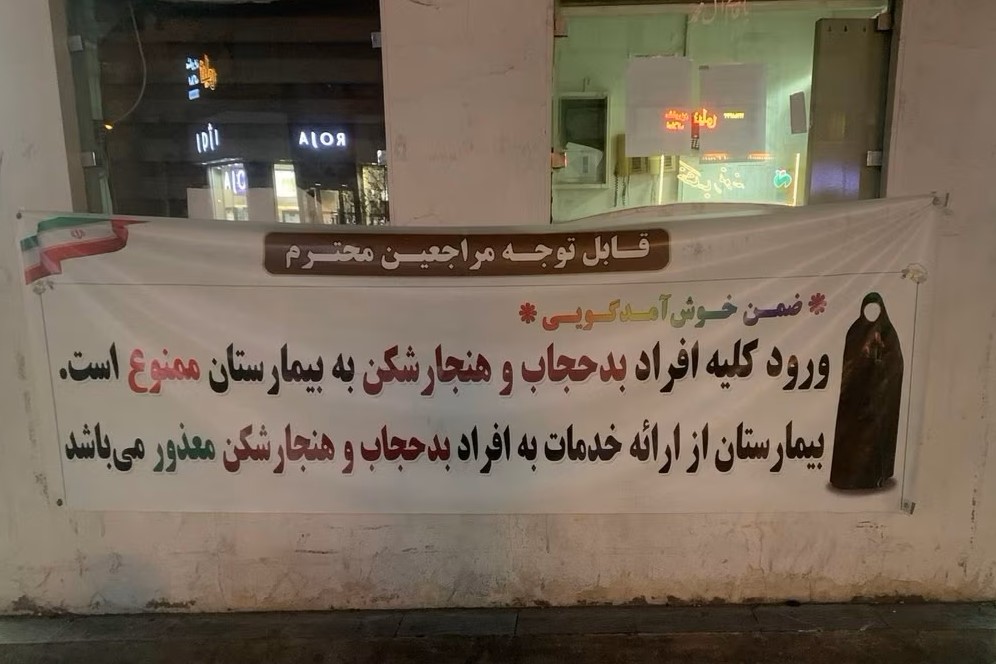 قابل توجه مراجعین محترم
* ضمن خوش‌آمدگویی *
ورود کلیه افراد بدحجاب و هنجارشکن به بیمارستان ممنوع است.
بیمارستان از ارائه خدمات به افراد بدحجاب و هنجارشکن معذور می‌باشد
ROJA